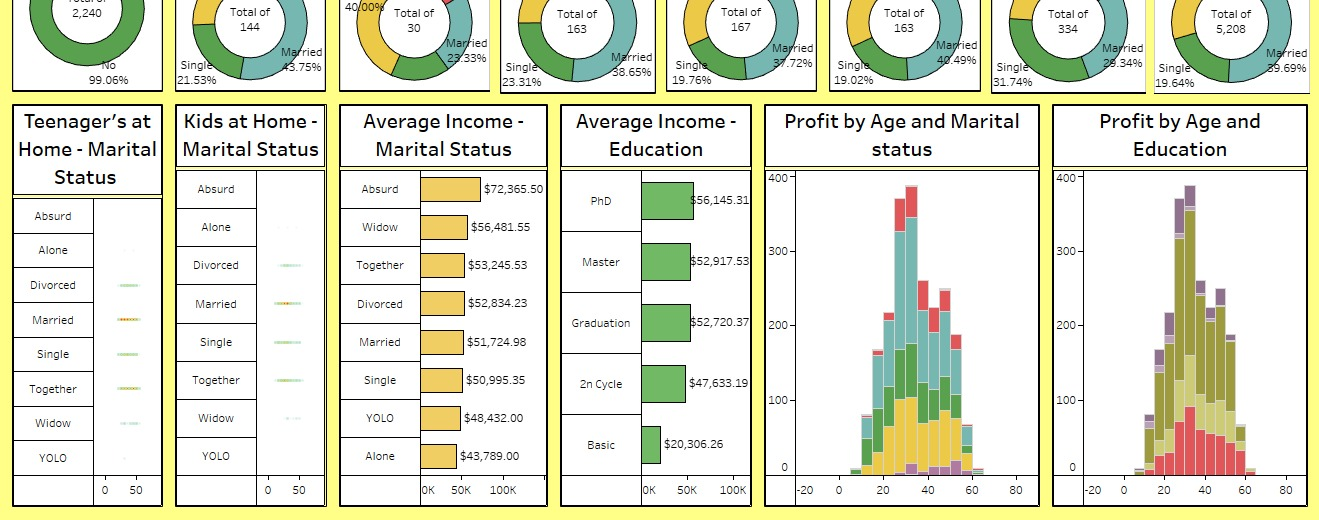 Total of
2,240
No
99.06%
Total of
144
Married
43.75%
Single
21.53%
40.00%
Total of
30
Married
23.33%
Total of
163
Married
38.65%
Single
23.31%
Total of
167
Married
37.72%
Single
19.76%
Total of
163
Married
40.49%
Single
19.02%
Total of
334
Married
29.34%
Single
31.74%
Total of
5,208
Married
39.69%
Single
19.64%
Teenager's at
Home - Marital
Status
Absurd
Alone
Divorced
Married
Single
Together
Widow
YOLO
0 50
Kids at Home -
Marital Status
Absurd
Alone
Divorced
Married
Single
Together
Widow
YOLO
0 50
Average Income -
Marital Status
Absurd $72,365.50
Widow $56,481.55
Together $53,245.53
Divorced $52,834.23
Married $51,724.98
Single $50,995.35
YOLO $48,432.00
Alone $43,789.00
0K 50K 100K
Average Income -
Education
PhD $56,145.31
Master $52,917.53
Graduation $52,720.37
2n Cycle $47,633.19
Basic $20,306.26
0K 50K 100K
Profit by Age and Marital
status
400
300
200
100
0
-20 0 20 40 60 80
Profit by Age and
Education
400
300
200
100
0
-20 0 20 40 60 80